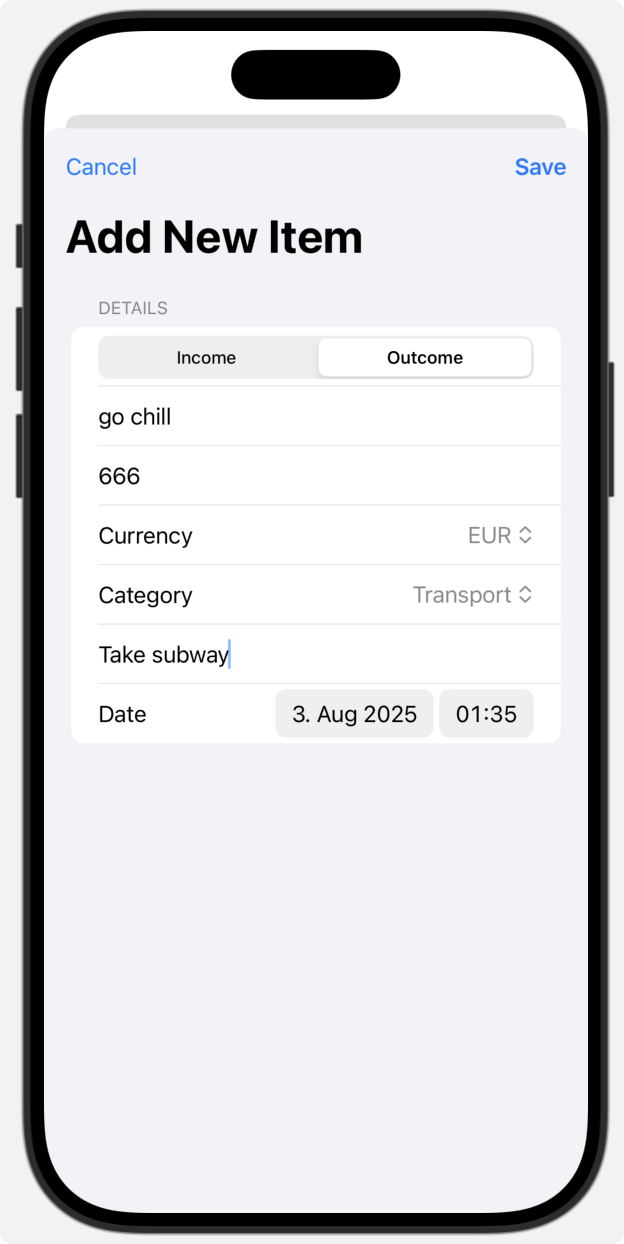 Cancel Save
Add New Item
DETAILS
Income Outcome
go chill
666
Currency EUR
Category Transport
Take subway
Date 3. Aug 2025 01:35